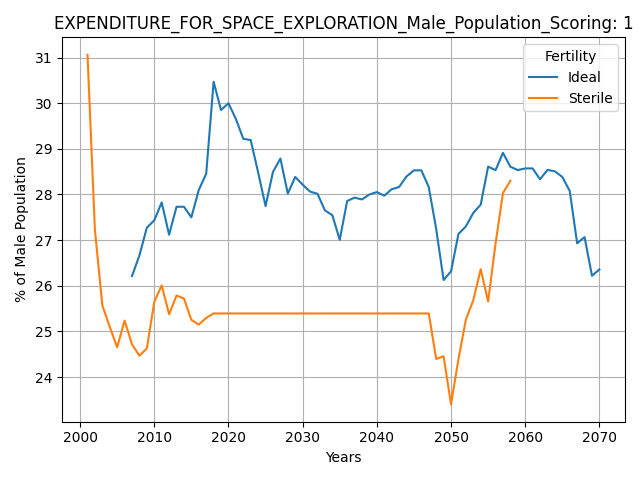 EXPENDITURE_FOR_SPACE_EXPLORATION_Male_Population_Scoring: 1
Fertility
Ideal
Sterile
% of Male Population
31
30
29
28
27
26
25
24
2000 2010 2020 2030 2040 2050 2060 2070
Years